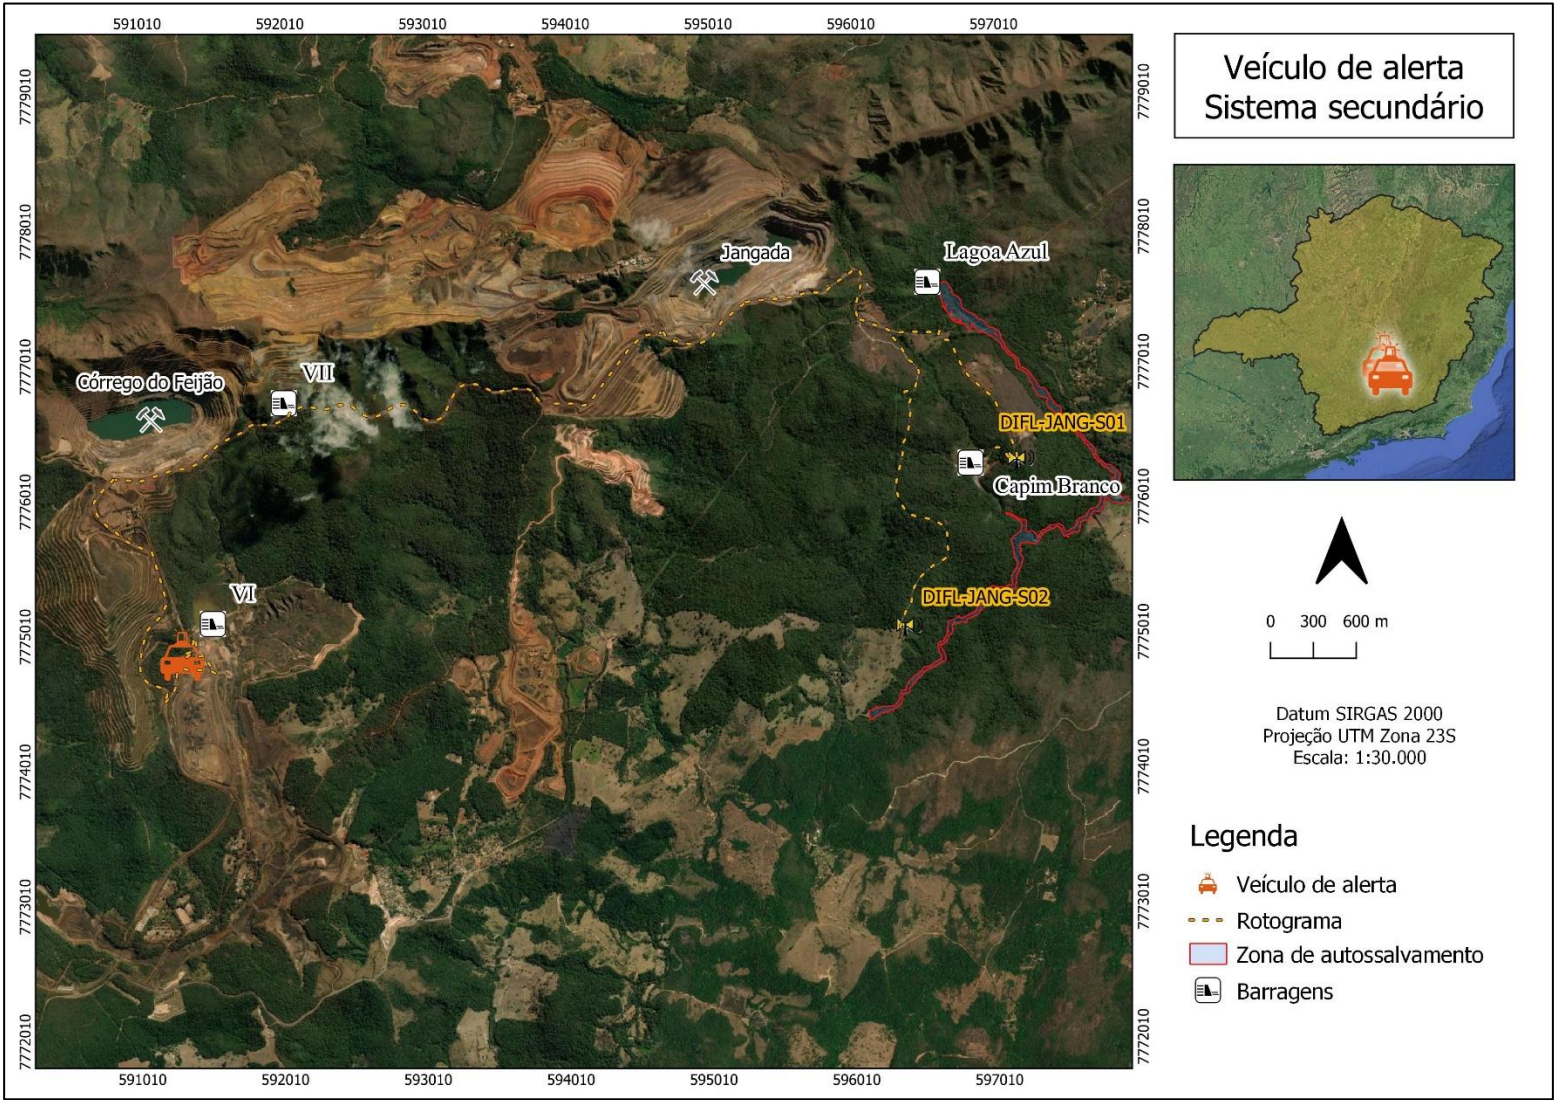 591010 592010 593010 594010 595010 596010 597010
Veículo de alerta
Sistema secundário
7779010
7779010
7778010
7778010
Jangada
Lagoa Azul
7777010
7777010
VII
Córrego do Feijão
DIFL-JANG-S01
Capim Branco
7776010
7776010
VI
DIFL-JANG-S02
7775010
7775010
0 300 600 m
Datum SIRGAS 2000
Projeção UTM Zona 23S
Escala: 1:30.000
7774010
7774010
Legenda
Veículo de alerta
Rotograma
Zona de autossalvamento
Barragens
7773010
7773010
7772010
7772010
591010 592010 593010 594010 595010 596010 597010